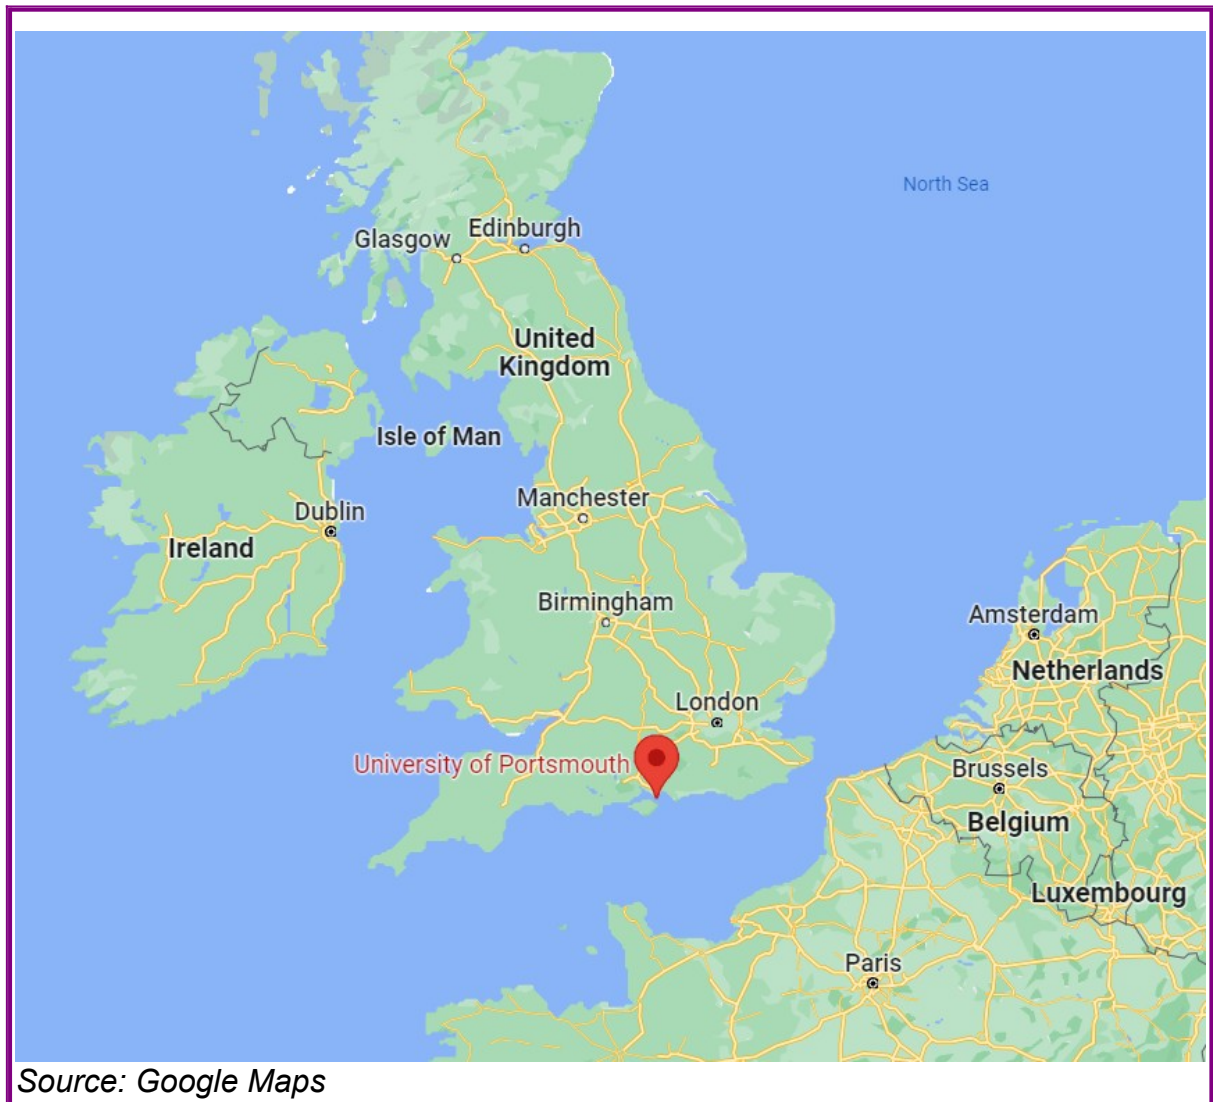 North Sea
Edinburgh
Glasgow
United
Kingdom
Isle of Man
Manchester
Dublin
Ireland
Birmingham
Amsterdam
Netherlands
London
University of Portsmouth
Brussels
Belgium
Luxembourg
Paris
Source: Google Maps